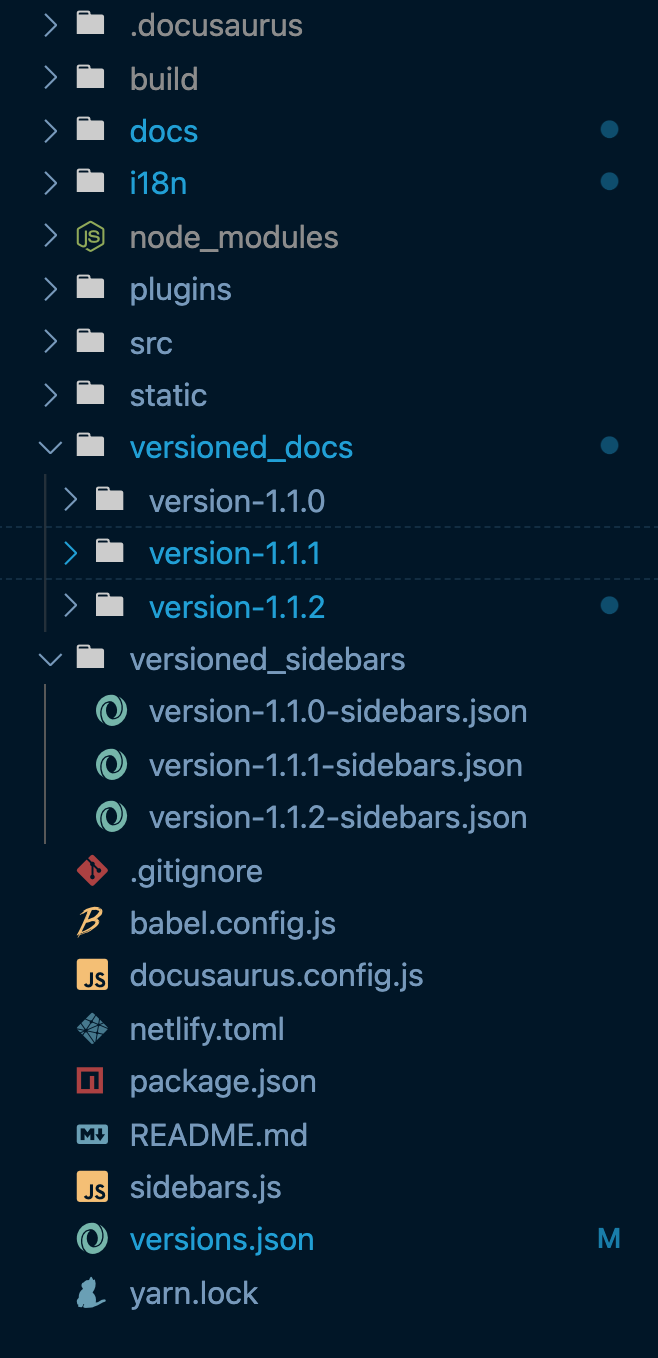 .docusaurus
build
docs
i18n
node_modules
plugins
src
static
versioned_docs
version-1.1.0
version-1.1.1
version-1.1.2
versioned_sidebars
version-1.1.0-sidebars.json
version-1.1.1-sidebars.json
version-1.1.2-sidebars.json
.gitignore
babel.config.js
docusaurus.config.js
netlify.toml
package.json
README.md
sidebars.js
versions.json M
yarn.lock